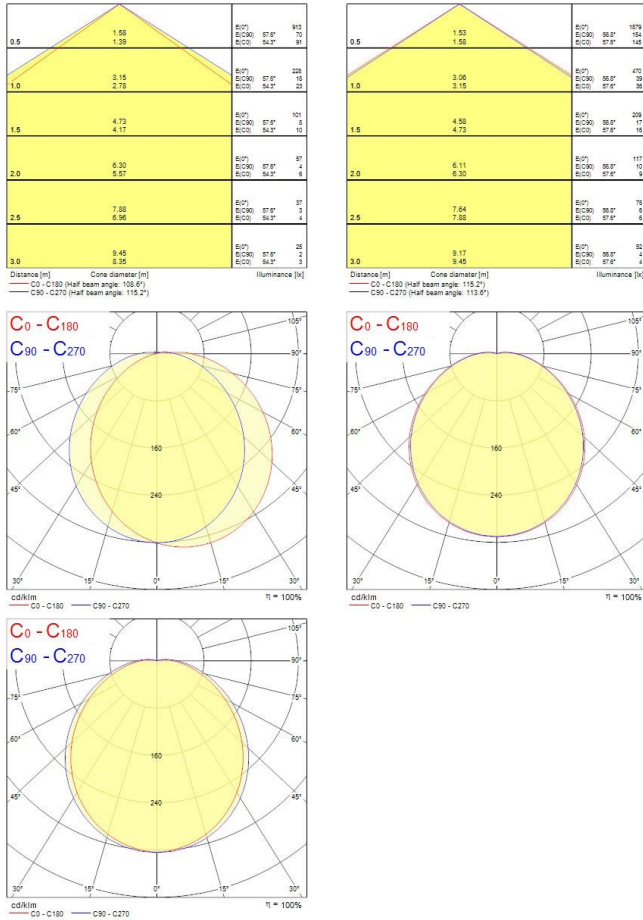 0.5 1.58 1.39 E(0°) 913 E(C90) 57.6° 70 E(C0) 54.3° 91
1.0 3.15 2.78 E(0°) 228 E(C90) 57.6° 18 E(C0) 54.3° 23
1.5 4.73 4.17 E(0°) 101 E(C90) 57.6° 8 E(C0) 54.3° 10
2.0 6.30 5.57 E(0°) 57 E(C90) 57.6° 4 E(C0) 54.3° 6
2.5 7.88 6.96 E(0°) 37 E(C90) 57.6° 3 E(C0) 54.3° 4
3.0 9.45 8.35 E(0°) 25 E(C90) 57.6° 2 E(C0) 54.3° 3
Distance [m] Cone diameter [m] Illuminance [lx]
C0 - C180 (Half beam angle: 108.6°)
C90 - C270 (Half beam angle: 115.2°)
0.5 1.53 1.58 E(0°) 1879 E(C90) 56.8° 154 E(C0) 57.6° 145
1.0 3.06 3.15 E(0°) 470 E(C90) 56.8° 39 E(C0) 57.6° 36
1.5 4.58 4.73 E(0°) 209 E(C90) 56.8° 17 E(C0) 57.6° 16
2.0 6.11 6.30 E(0°) 117 E(C90) 56.8° 10 E(C0) 57.6° 9
2.5 7.64 7.88 E(0°) 75 E(C90) 56.8° 6 E(C0) 57.6° 6
3.0 9.17 9.45 E(0°) 52 E(C90) 56.8° 4 E(C0) 57.6° 4
Distance [m] Cone diameter [m] Illuminance [lx]
C0 - C180 (Half beam angle: 115.2°)
C90 - C270 (Half beam angle: 113.6°)
C0 - C180
C90 - C270
105°
90°
75° 75°
60° 60°
160
45° 45°
240
30° 15° 0° 15° 30°
cd/klm η = 100%
C0 - C180 C90 - C270
C0 - C180
C90 - C270
105°
90°
75° 75°
60° 60°
160
45° 45°
240
30° 15° 0° 15° 30°
cd/klm η = 100%
C0 - C180 C90 - C270
C0 - C180
C90 - C270
105°
90°
75° 75°
60° 60°
160
45° 45°
240
30° 15° 0° 15° 30°
cd/klm η = 100%
C0 - C180 C90 - C270